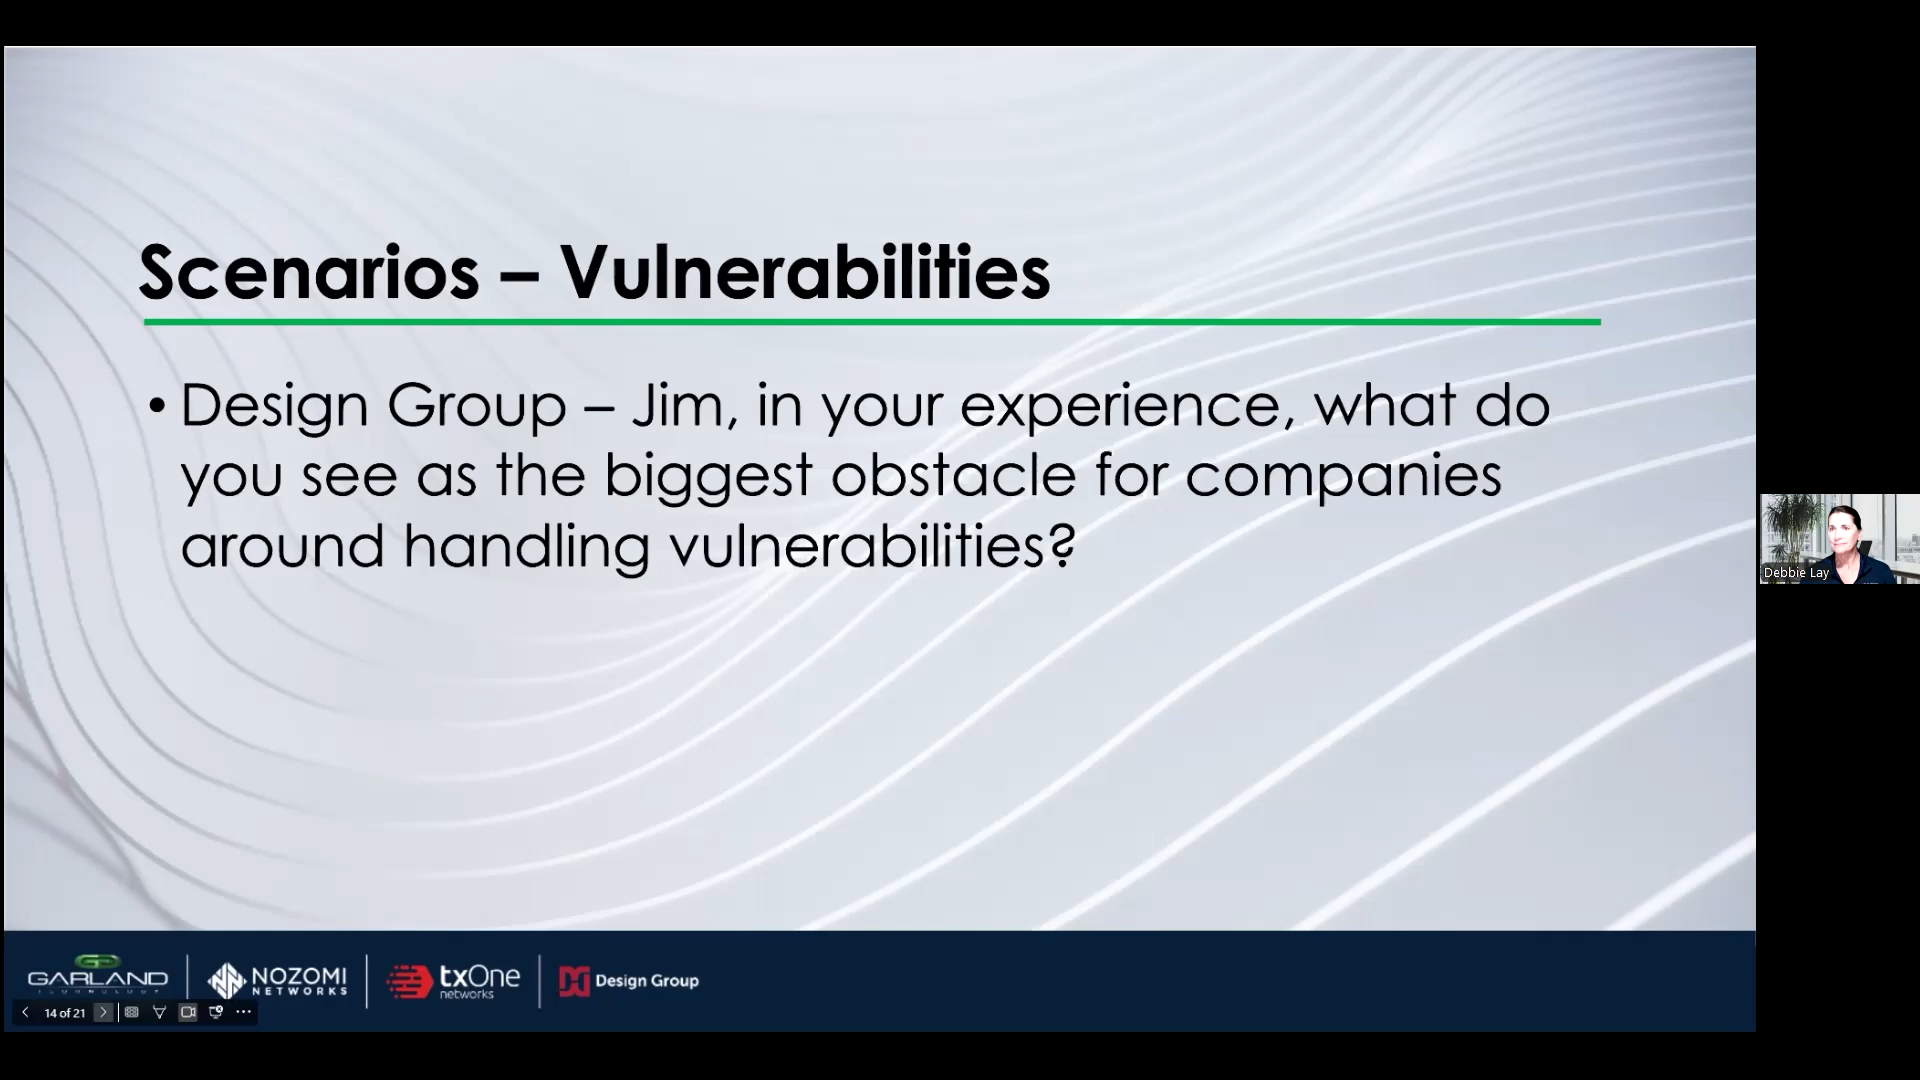 Scenarios – Vulnerabilities
• Design Group – Jim, in your experience, what do
you see as the biggest obstacle for companies
around handling vulnerabilities?
Debbie Lay
GARLAND
TECHNOLOGY
NOZOMI
NETWORKS
txOne
networks
Design Group
14 of 21